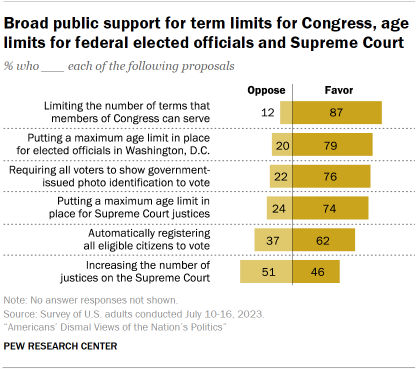 Broad public support for term limits for Congress, age
limits for federal elected officials and Supreme Court
% who ___ each of the following proposals
Oppose Favor
Limiting the number of terms that
members of Congress can serve
12 87
Putting a maximum age limit in place
for elected officials in Washington, D.C.
20 79
Requiring all voters to show government-
issued photo identification to vote
22 76
Putting a maximum age limit in
place for Supreme Court justices
24 74
Automatically registering
all eligible citizens to vote
37 62
Increasing the number of
justices on the Supreme Court
51 46
Note: No answer responses not shown.
Source: Survey of U.S. adults conducted July 10-16, 2023.
"Americans' Dismal Views of the Nation's Politics"
PEW RESEARCH CENTER